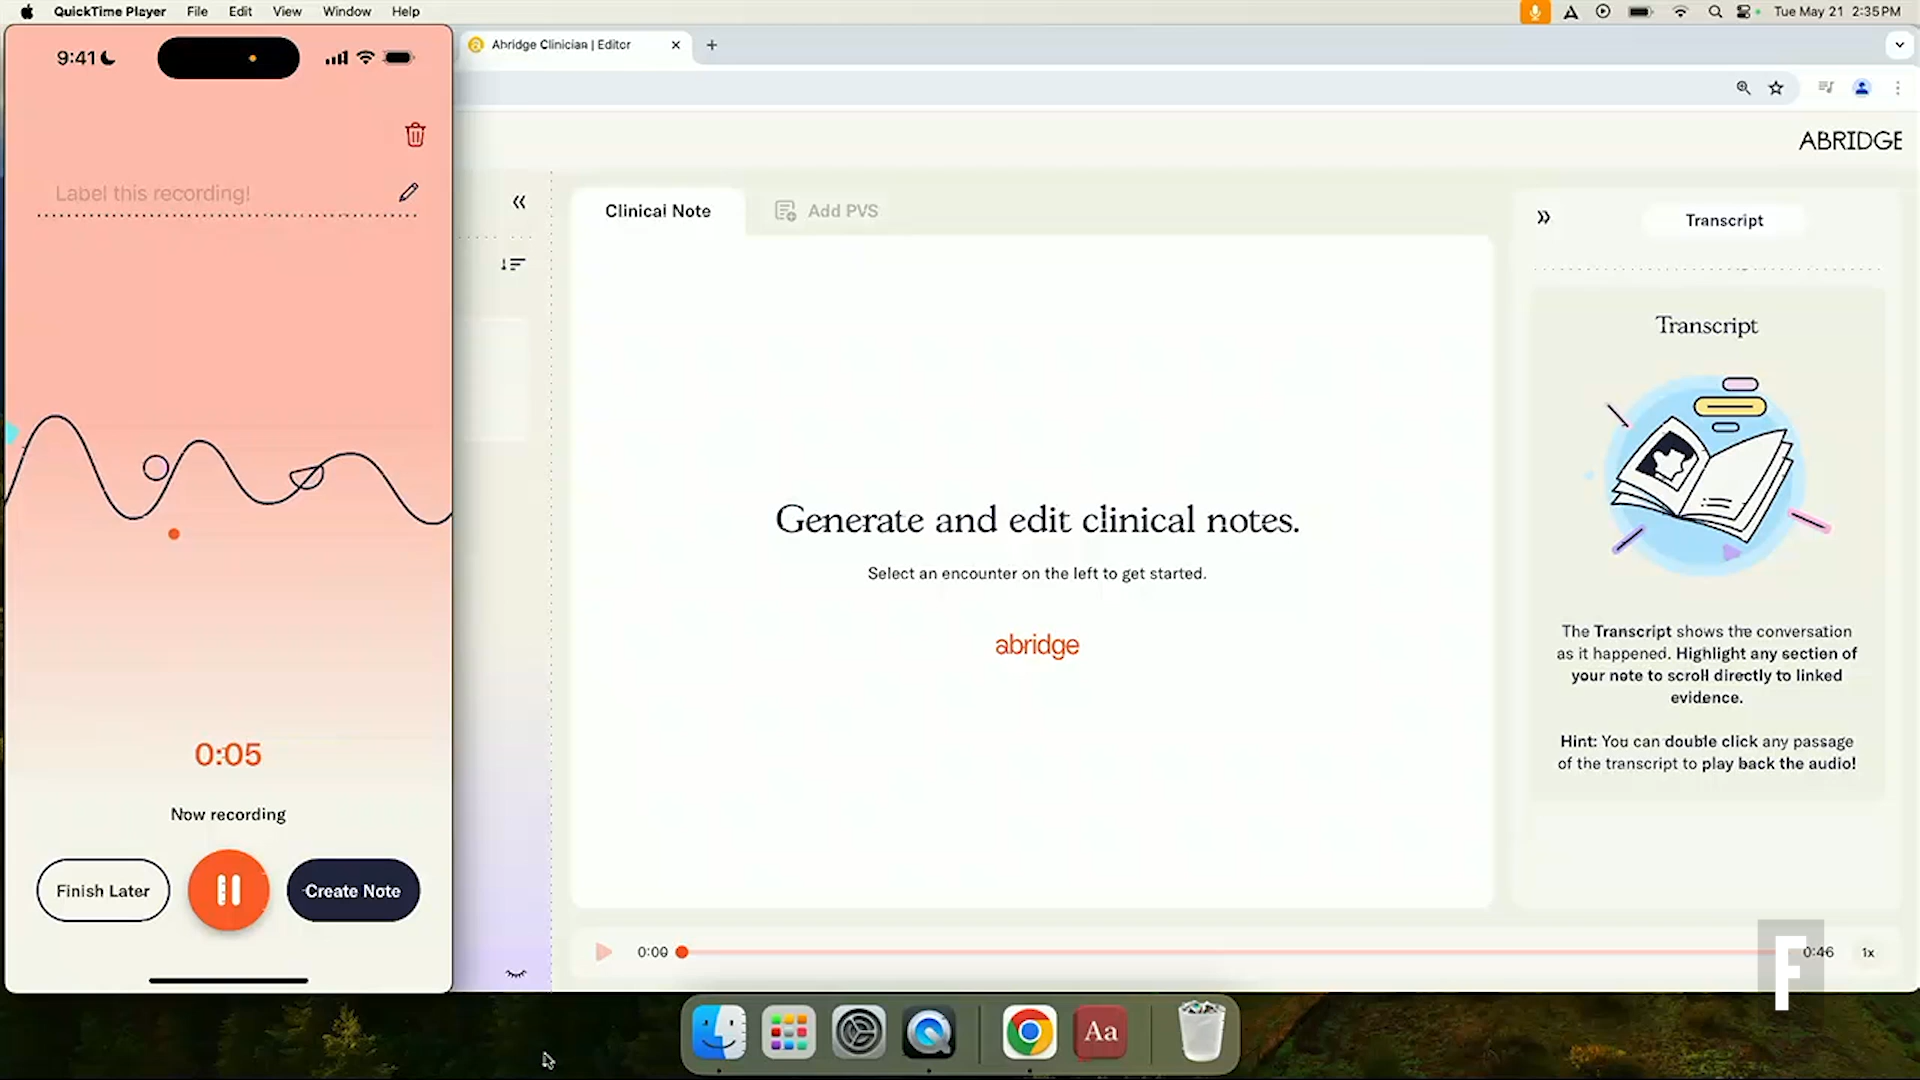 QuickTime Player File Edit View Window Help
Tue May 21 2:35PM
9:41
Abridge Clinician | Editor
ABRIDGE
Label this recording!
Clinical Note
Add PVS
Transcript
Transcript
Generate and edit clinical notes.
Select an encounter on the left to get started.
abridge
The Transcript shows the conversation
as it happened. Highlight any section of
your note to scroll directly to linked
evidence.
Hint: You can double click any passage
of the transcript to play back the audio!
0:05
Now recording
Finish Later
Create Note
0:00
0:46
1x
F
Aa